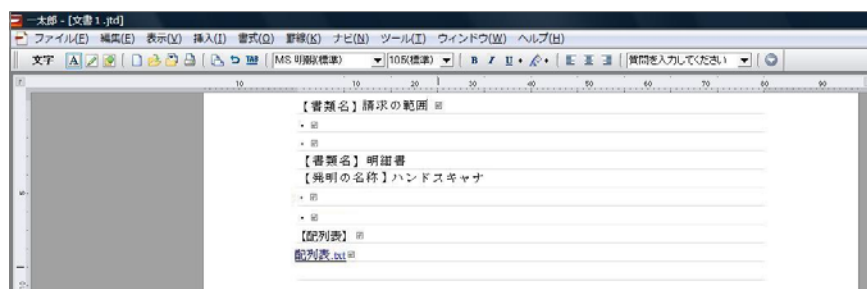 一太郎 - [文書1.jtd]
ファイル(F) 編集(E) 表示(V) 挿入(I) 書式(O) 罫線(K) ナビ(N) ツール(T) ウィンドウ(W) ヘルプ(H)
文字 MS 明朝(標準) 10.5(標準) B I U 質問を入力してください
10 10 20 30 40 50 60 70 80 90
【書類名】請求の範囲
【書類名】明細書
【発明の名称】ハンドスキャナ
【配列表】
配列表.txt